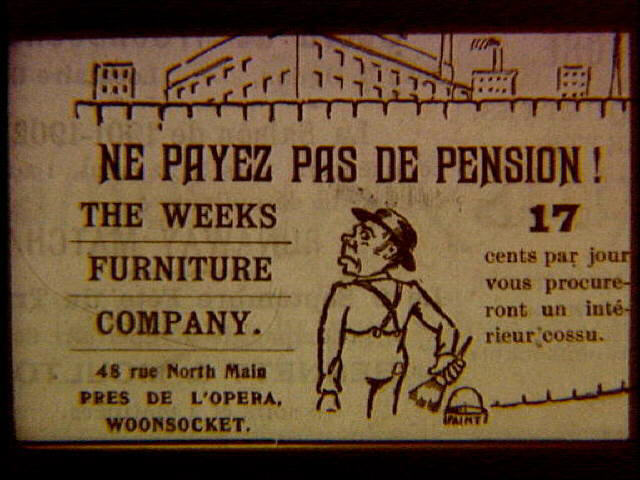 NE PAYEZ PAS DE PENSION !
THE WEEKS
FURNITURE
COMPANY.
48 rue North Main
PRES DE L'OPERA,
WOONSOCKET.
17
cents par jour
vous procure-
ront un inté-
rieur cossu.
PAINT